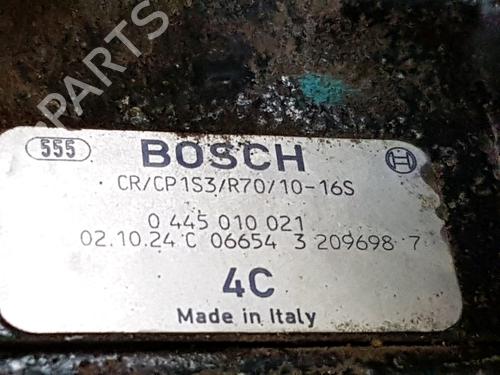 B-PARTS
555 BOSCH
CR/CP1S3/R70/10-16S
0 445 010 021
02.10.24 C 06654 3 209698 7
4C
Made in Italy